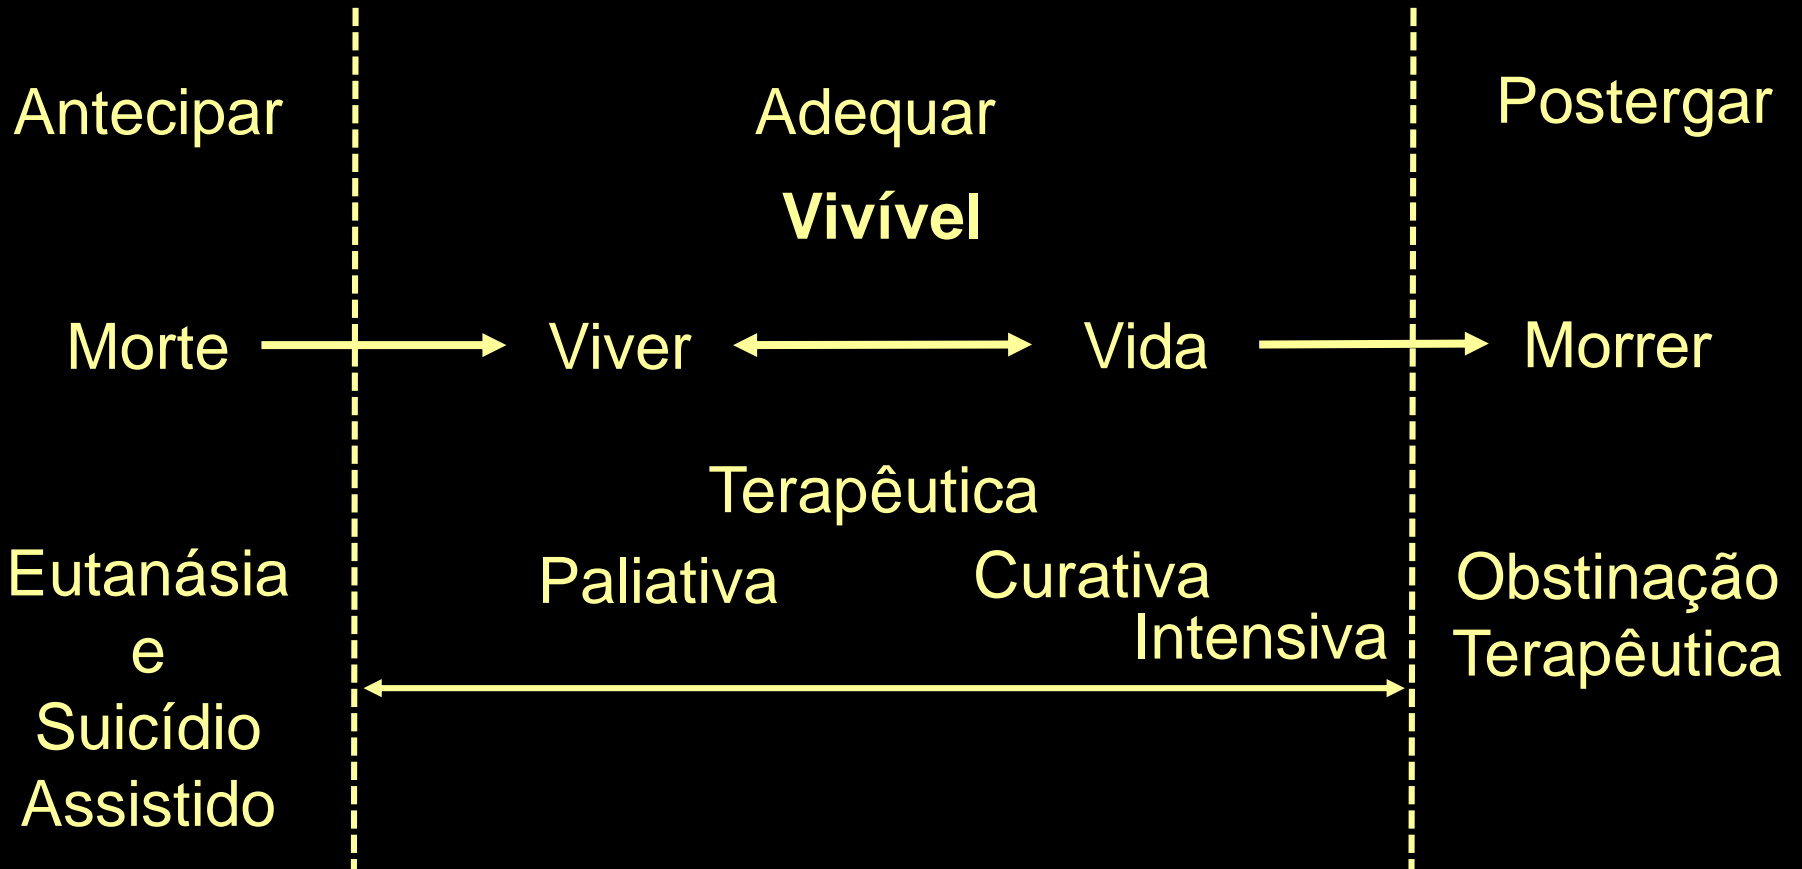 Antecipar
Adequar
Postergar
Vivível
Morte
Viver
Vida
Morrer
Terapêutica
Eutanásia
e
Suicídio
Assistido
Paliativa
Curativa
Intensiva
Obstinação
Terapêutica